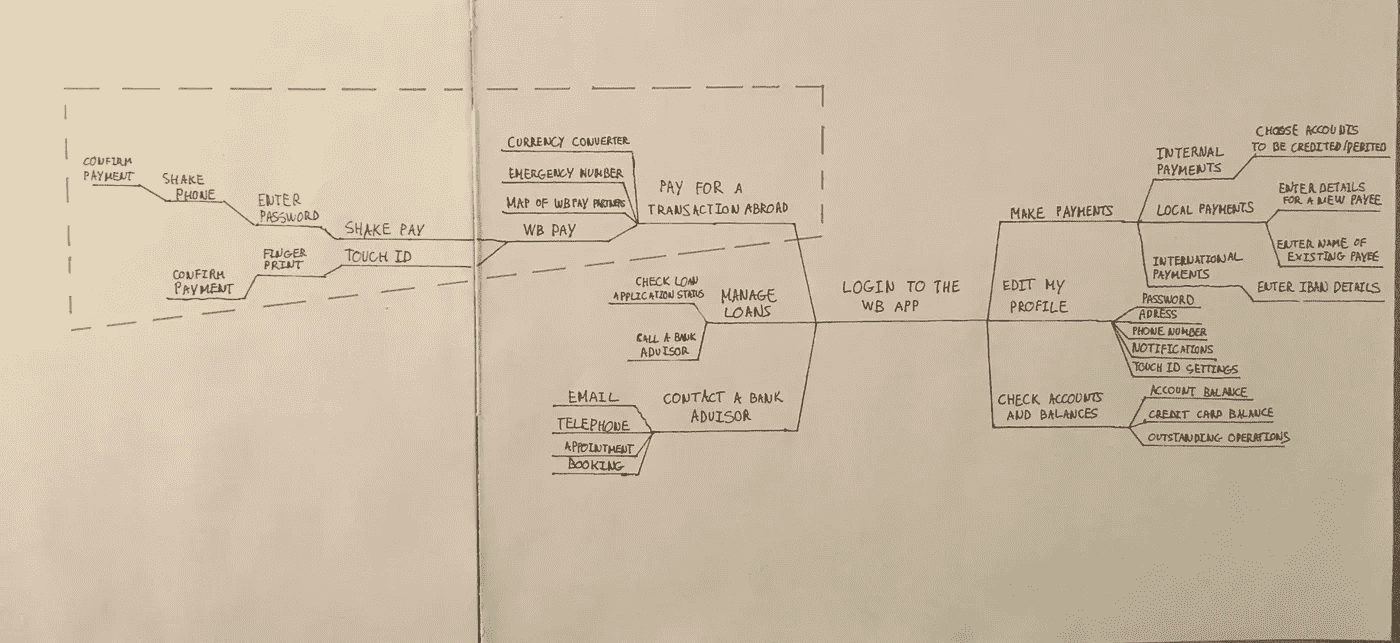 CONFIRM
PAYMENT
SHAKE
PHONE
ENTER
PASSWORD
SHAKE PAY
CONFIRM
PAYMENT
FINGER
PRINT
TOUCH ID
CURRENCY CONVERTER
EMERGENCY NUMBER
MAP OF WBPAY PARTNERS
WB PAY
PAY FOR A
TRANSACTION ABROAD
CHECK LOAN
APPLICATION STATUS
CALL A BANK
ADVISOR
MANAGE
LOANS
EMAIL
TELEPHONE
APPOINTMENT
BOOKING
CONTACT A BANK
ADVISOR
LOGIN TO THE
WB APP
MAKE PAYMENTS
INTERNAL
PAYMENTS
CHOOSE ACCOUNTS
TO BE CREDITED/DEBITED
LOCAL PAYMENTS
ENTER DETAILS
FOR A NEW PAYEE
ENTER NAME OF
EXISTING PAYEE
INTERNATIONAL
PAYMENTS
ENTER IBAN DETAILS
EDIT MY
PROFILE
PASSWORD
ADRESS
PHONE NUMBER
NOTIFICATIONS
TOUCH ID SETTINGS
CHECK ACCOUNTS
AND BALANCES
ACCOUNT BALANCE
CREDIT CARD BALANCE
OUTSTANDING OPERATIONS